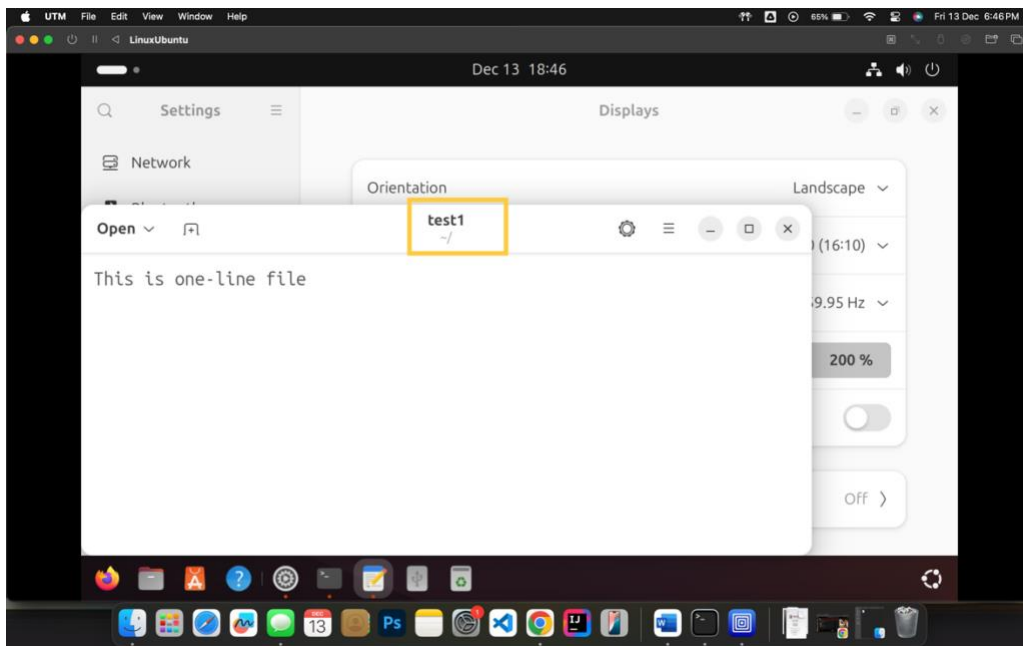 UTM File Edit View Window Help 65% Fri 13 Dec 6:46 PM
LinuxUbuntu
Dec 13 18:46
Settings
Displays
Network
Orientation
Landscape
Open
test1
~/
(16:10)
This is one-line file
59.95 Hz
200 %
Off
DEC
13
Ps